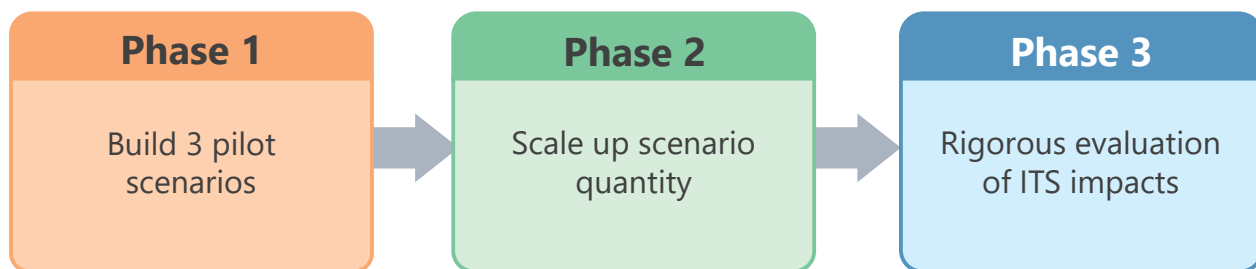 Phase 1
Build 3 pilot
scenarios
Phase 2
Scale up scenario
quantity
Phase 3
Rigorous evaluation
of ITS impacts